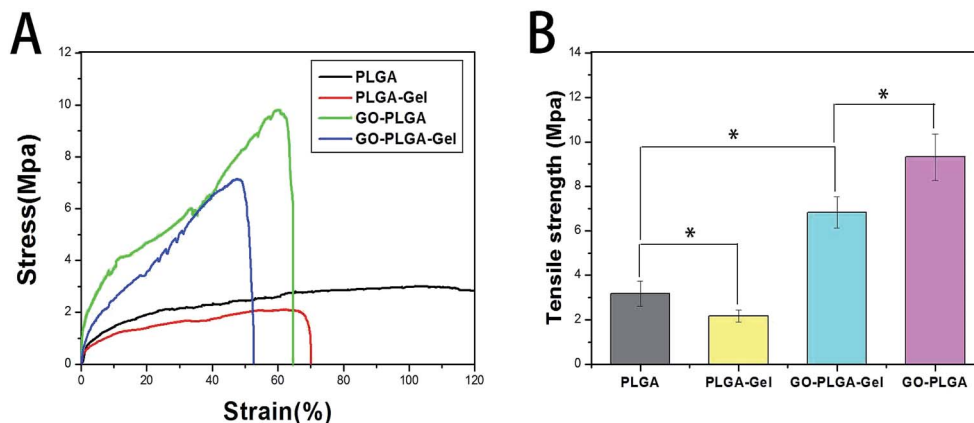 A
Stress(Mpa)
12
10
8
6
4
2
0
0 20 40 60 80 100 120
Strain(%)
PLGA
PLGA-Gel
GO-PLGA
GO-PLGA-Gel
B
Tensile strength (Mpa)
14
12
10
8
6
4
2
0
*
*
*
PLGA PLGA-Gel GO-PLGA-Gel GO-PLGA